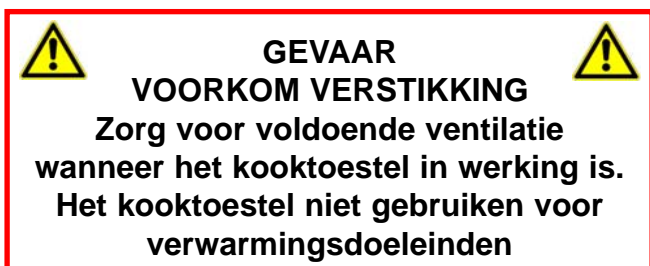 GEVAAR
VOORKOM VERSTIKKING
Zorg voor voldoende ventilatie
wanneer het kooktoestel in werking is.
Het kooktoestel niet gebruiken voor
verwarmingsdoeleinden